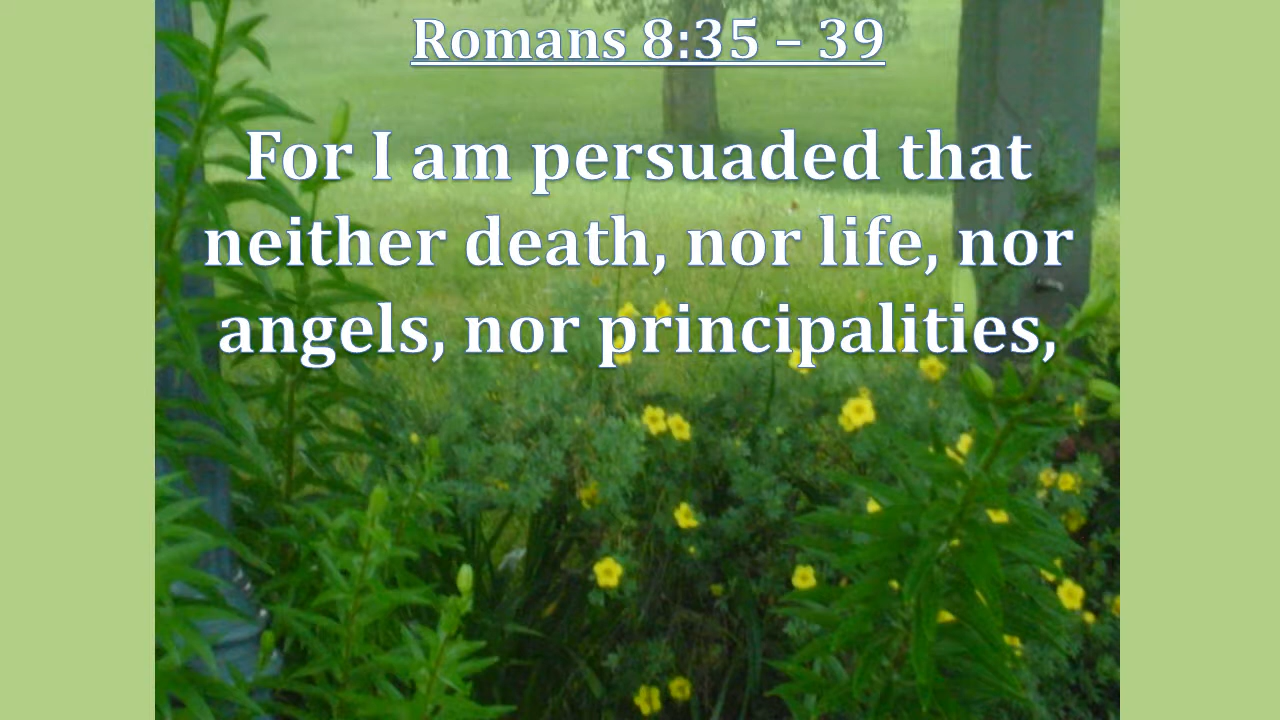 Romans 8:35 – 39
For I am persuaded that
neither death, nor life, nor
angels, nor principalities,